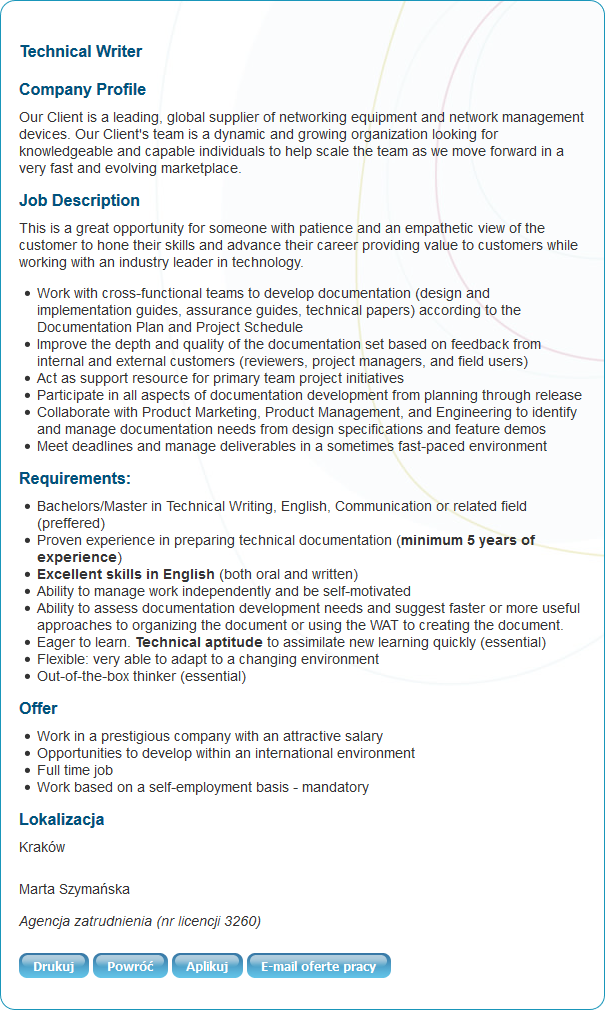 Technical Writer
Company Profile
Our Client is a leading, global supplier of networking equipment and network management
devices. Our Client's team is a dynamic and growing organization looking for
knowledgeable and capable individuals to help scale the team as we move forward in a
very fast and evolving marketplace.
Job Description
This is a great opportunity for someone with patience and an empathetic view of the
customer to hone their skills and advance their career providing value to customers while
working with an industry leader in technology.
Work with cross-functional teams to develop documentation (design and
implementation guides, assurance guides, technical papers) according to the
Documentation Plan and Project Schedule
Improve the depth and quality of the documentation set based on feedback from
internal and external customers (reviewers, project managers, and field users)
Act as support resource for primary team project initiatives
Participate in all aspects of documentation development from planning through release
Collaborate with Product Marketing, Product Management, and Engineering to identify
and manage documentation needs from design specifications and feature demos
Meet deadlines and manage deliverables in a sometimes fast-paced environment
Requirements:
Bachelors/Master in Technical Writing, English, Communication or related field
(preffered)
Proven experience in preparing technical documentation (minimum 5 years of
experience)
Excellent skills in English (both oral and written)
Ability to manage work independently and be self-motivated
Ability to assess documentation development needs and suggest faster or more useful
approaches to organizing the document or using the WAT to creating the document.
Eager to learn. Technical aptitude to assimilate new learning quickly (essential)
Flexible: very able to adapt to a changing environment
Out-of-the-box thinker (essential)
Offer
Work in a prestigious company with an attractive salary
Opportunities to develop within an international environment
Full time job
Work based on a self-employment basis - mandatory
Lokalizacja
Kraków
Marta Szymańska
Agencja zatrudnienia (nr licencji 3260)
Drukuj Powróć Aplikuj E-mail oferte pracy